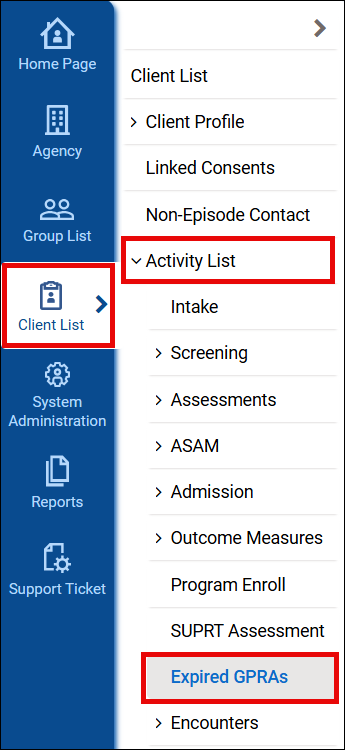 Home Page
Agency
Group List
Client List
System
Administration
Reports
Support Ticket
Client List
Client Profile
Linked Consents
Non-Episode Contact
Activity List
Intake
Screening
Assessments
ASAM
Admission
Outcome Measures
Program Enroll
SUPRT Assessment
Expired GPRAs
Encounters